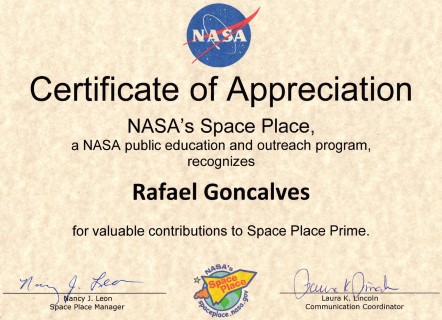 NASA
Certificate of Appreciation
NASA's Space Place,
a NASA public education and outreach program,
recognizes
Rafael Goncalves
for valuable contributions to Space Place Prime.
Nancy J. Leon
Nancy J. Leon
Space Place Manager
NASA's
Space
Place
spaceplace.nasa.gov
Laura K. Lincoln
Communication Coordinator